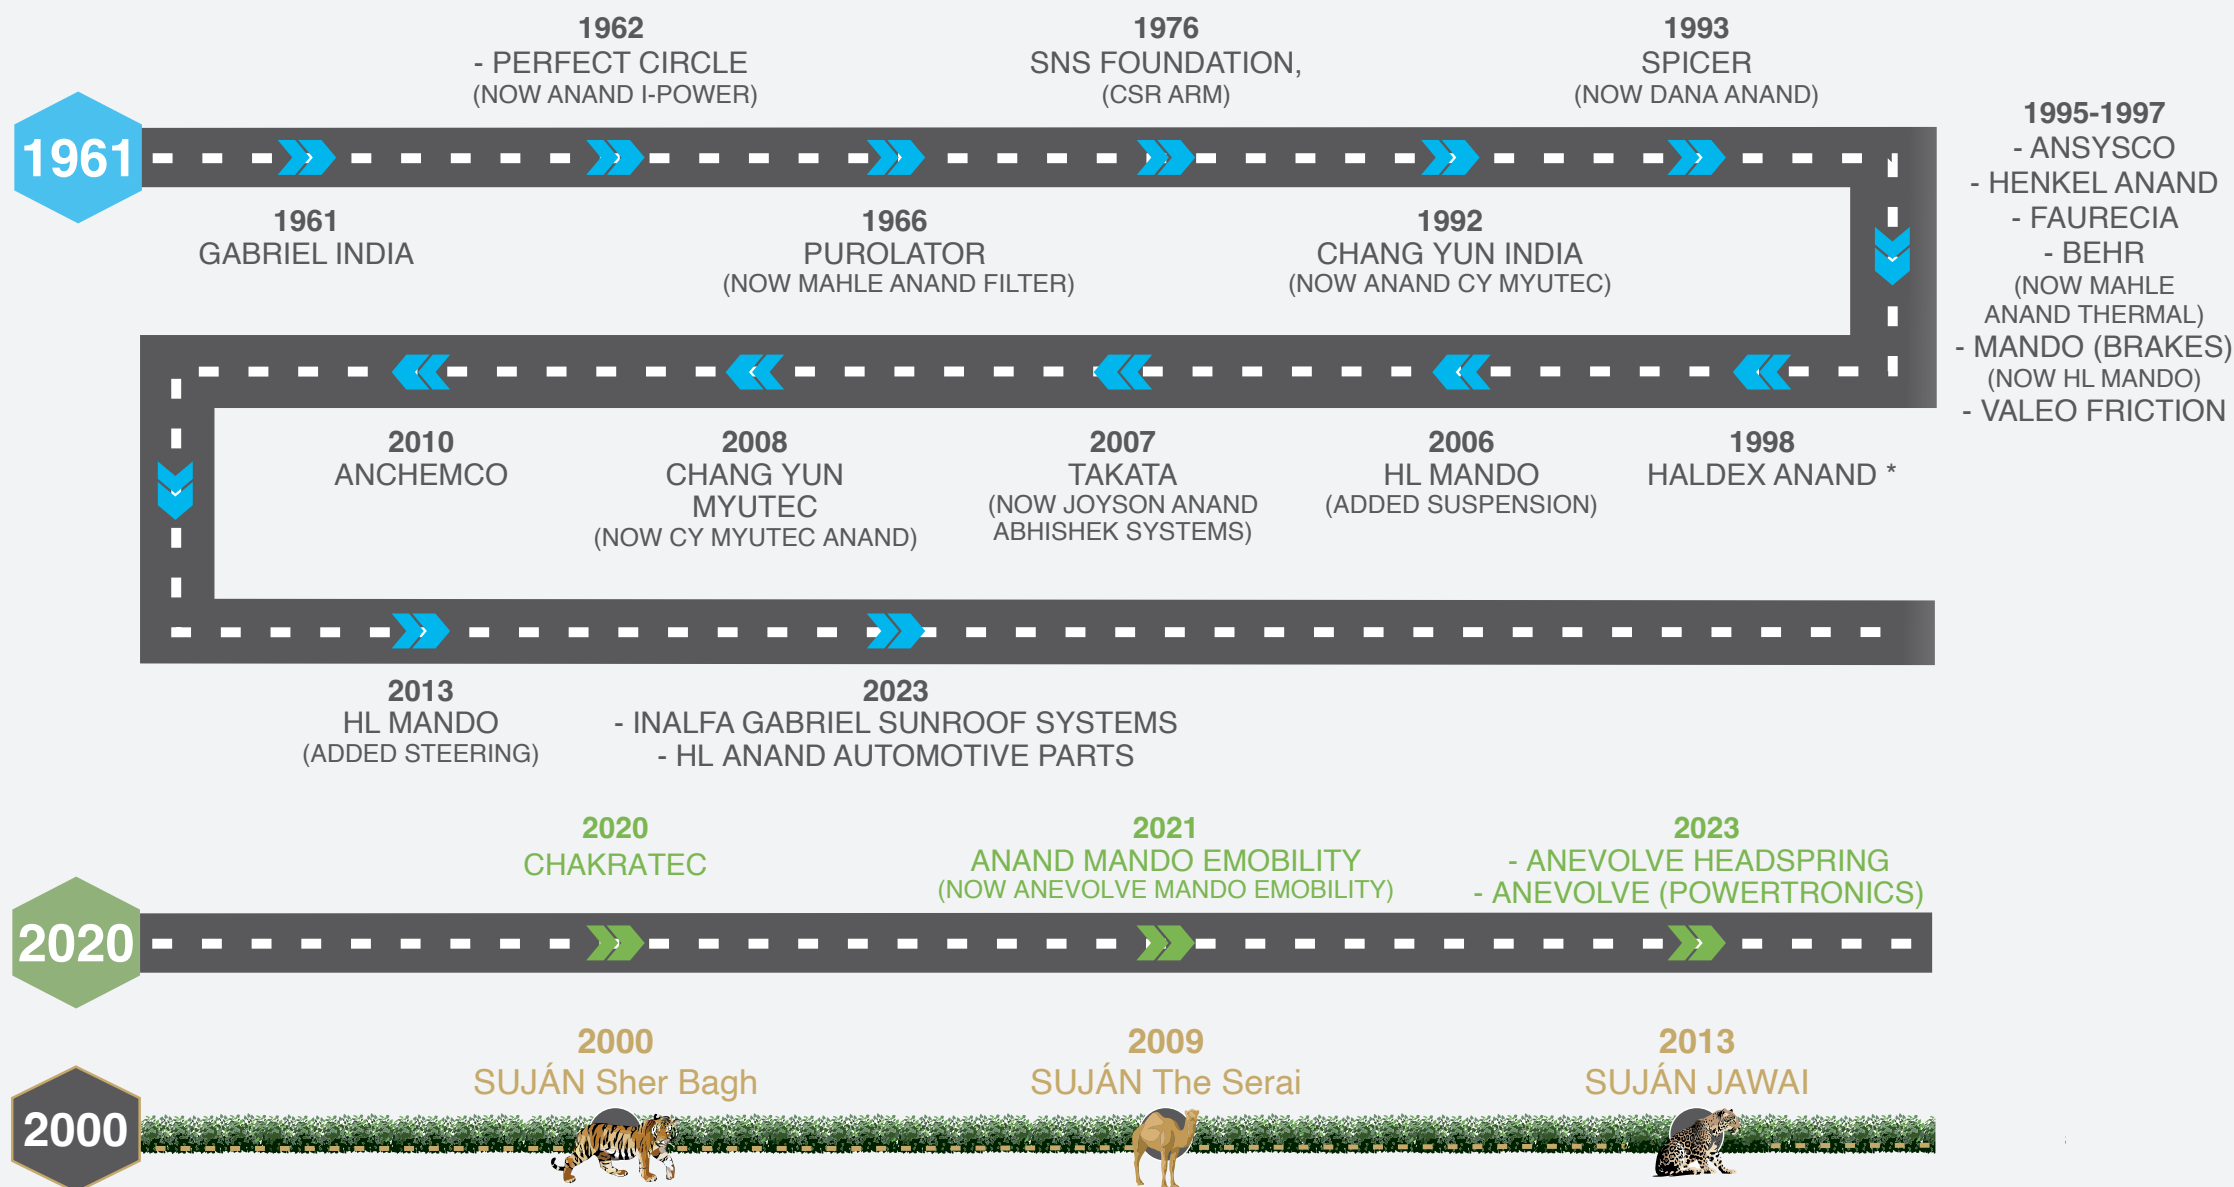 1961
1962
- PERFECT CIRCLE
(NOW ANAND I-POWER)
1976
SNS FOUNDATION,
(CSR ARM)
1993
SPICER
(NOW DANA ANAND)
1961
GABRIEL INDIA
1966
PUROLATOR
(NOW MAHLE ANAND FILTER)
1992
CHANG YUN INDIA
(NOW ANAND CY MYUTEC)
1995-1997
- ANSYSCO
- HENKEL ANAND
- FAURECIA
- BEHR
(NOW MAHLE
ANAND THERMAL)
- MANDO (BRAKES)
(NOW HL MANDO)
- VALEO FRICTION
2010
ANCHEMCO
2008
CHANG YUN
MYUTEC
(NOW CY MYUTEC ANAND)
2007
TAKATA
(NOW JOYSON ANAND
ABHISHEK SYSTEMS)
2006
HL MANDO
(ADDED SUSPENSION)
1998
HALDEX ANAND *
2013
HL MANDO
(ADDED STEERING)
2023
- INALFA GABRIEL SUNROOF SYSTEMS
- HL ANAND AUTOMOTIVE PARTS
2020
2020
CHAKRATEC
2021
ANAND MANDO EMOBILITY
(NOW ANEVOLVE MANDO EMOBILITY)
2023
- ANEVOLVE HEADSPRING
- ANEVOLVE (POWERTRONICS)
2000
2000
SUJÁN Sher Bagh
2009
SUJÁN The Serai
2013
SUJÁN JAWAI